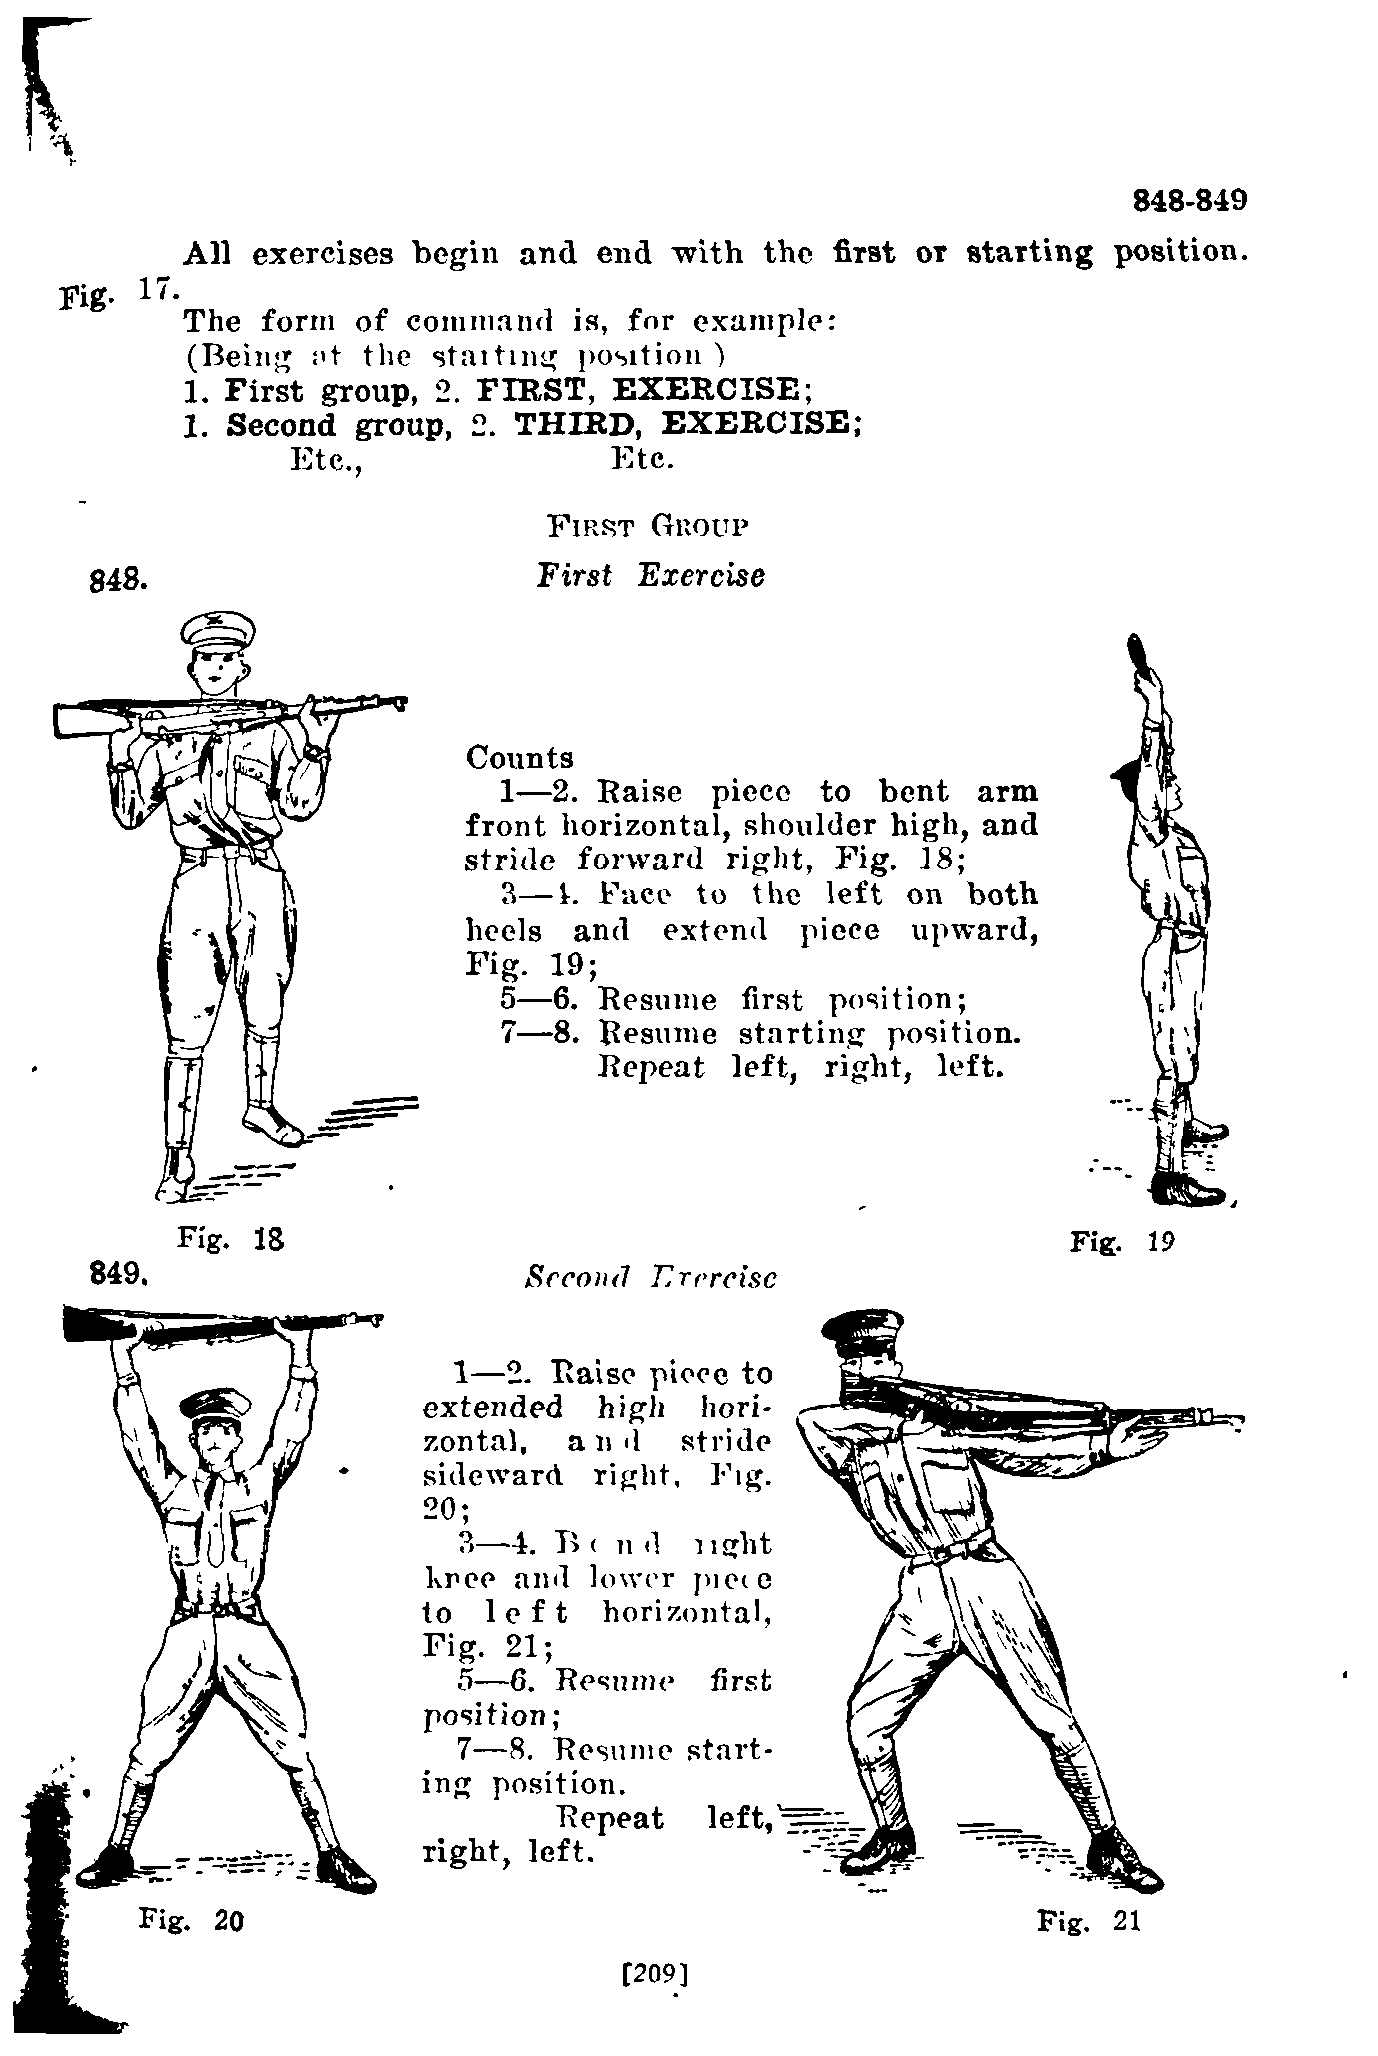 848-849
All exercises begin and end with the first or starting position.
Fig. 17.
The form of command is, for example:
(Being at the starting position)
1. First group, 2. FIRST, EXERCISE;
1. Second group, 2. THIRD, EXERCISE;
Etc., Etc.
FIRST GROUP
848. First Exercise
Counts
1—2. Raise piece to bent arm
front horizontal, shoulder high, and
stride forward right, Fig. 18;
3—4. Face to the left on both
heels and extend piece upward,
Fig. 19;
5—6. Resume first position;
7—8. Resume starting position.
Repeat left, right, left.
Fig. 18
Fig. 19
849. Second Exercise
1—2. Raise piece to
extended high hori-
zontal, and stride
sideward right, Fig.
20;
3—4. Bend right
knee and lower piece
to left horizontal,
Fig. 21;
5—6. Resume first
position;
7—8. Resume start-
ing position.
Repeat left,
right, left.
Fig. 20
Fig. 21
[209]